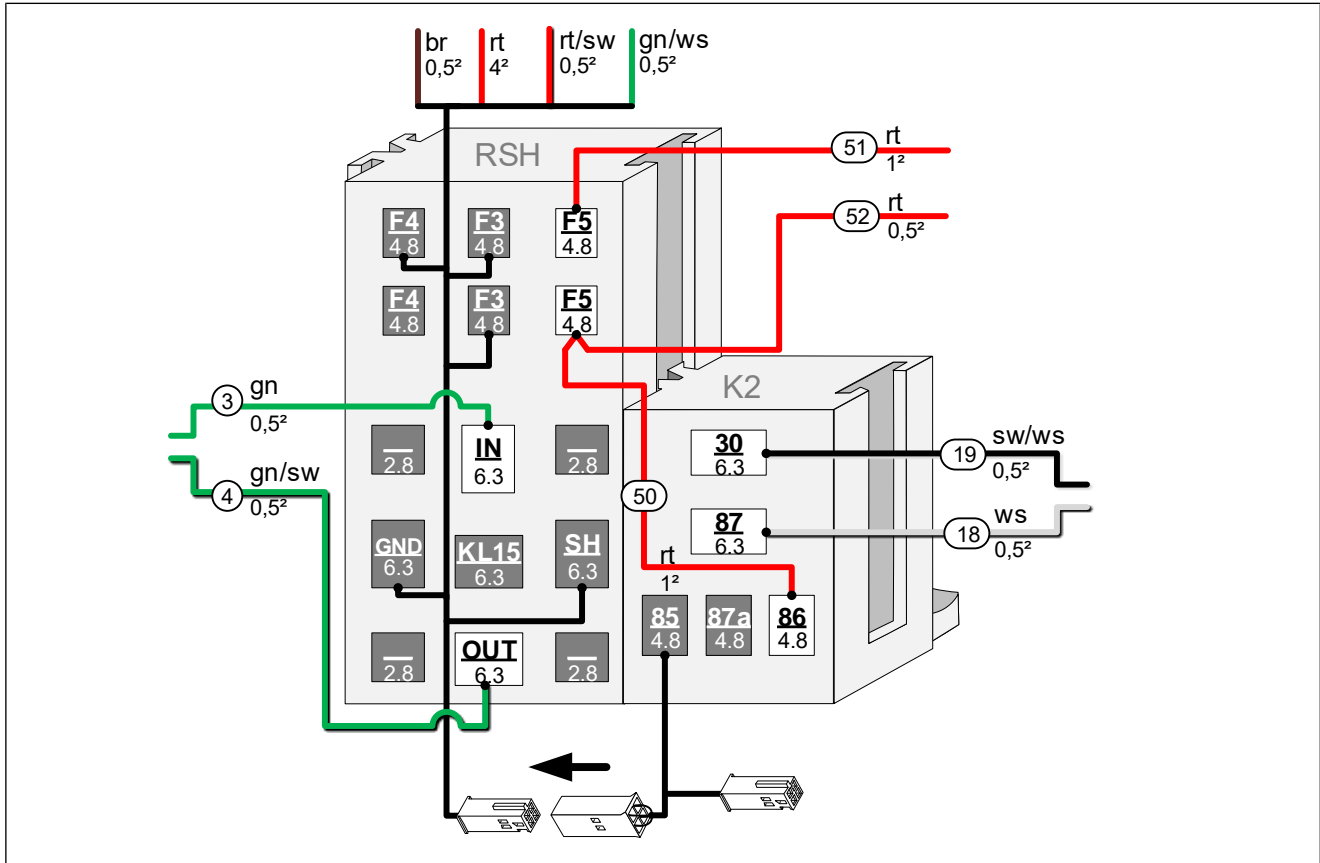 br
0,5²
rt
4²
rt/sw
0,5²
gn/ws
0,5²
RSH
51
rt
1²
52
rt
0,5²
F4
4.8
F3
4.8
F5
4.8
F4
4.8
F3
4.8
F5
4.8
K2
3
gn
0,5²
4
gn/sw
0,5²
2.8
IN
6.3
2.8
50
30
6.3
19
sw/ws
0,5²
87
6.3
18
ws
0,5²
GND
6.3
KL15
6.3
SH
6.3
rt
1²
85
4.8
87a
4.8
86
4.8
2.8
OUT
6.3
2.8